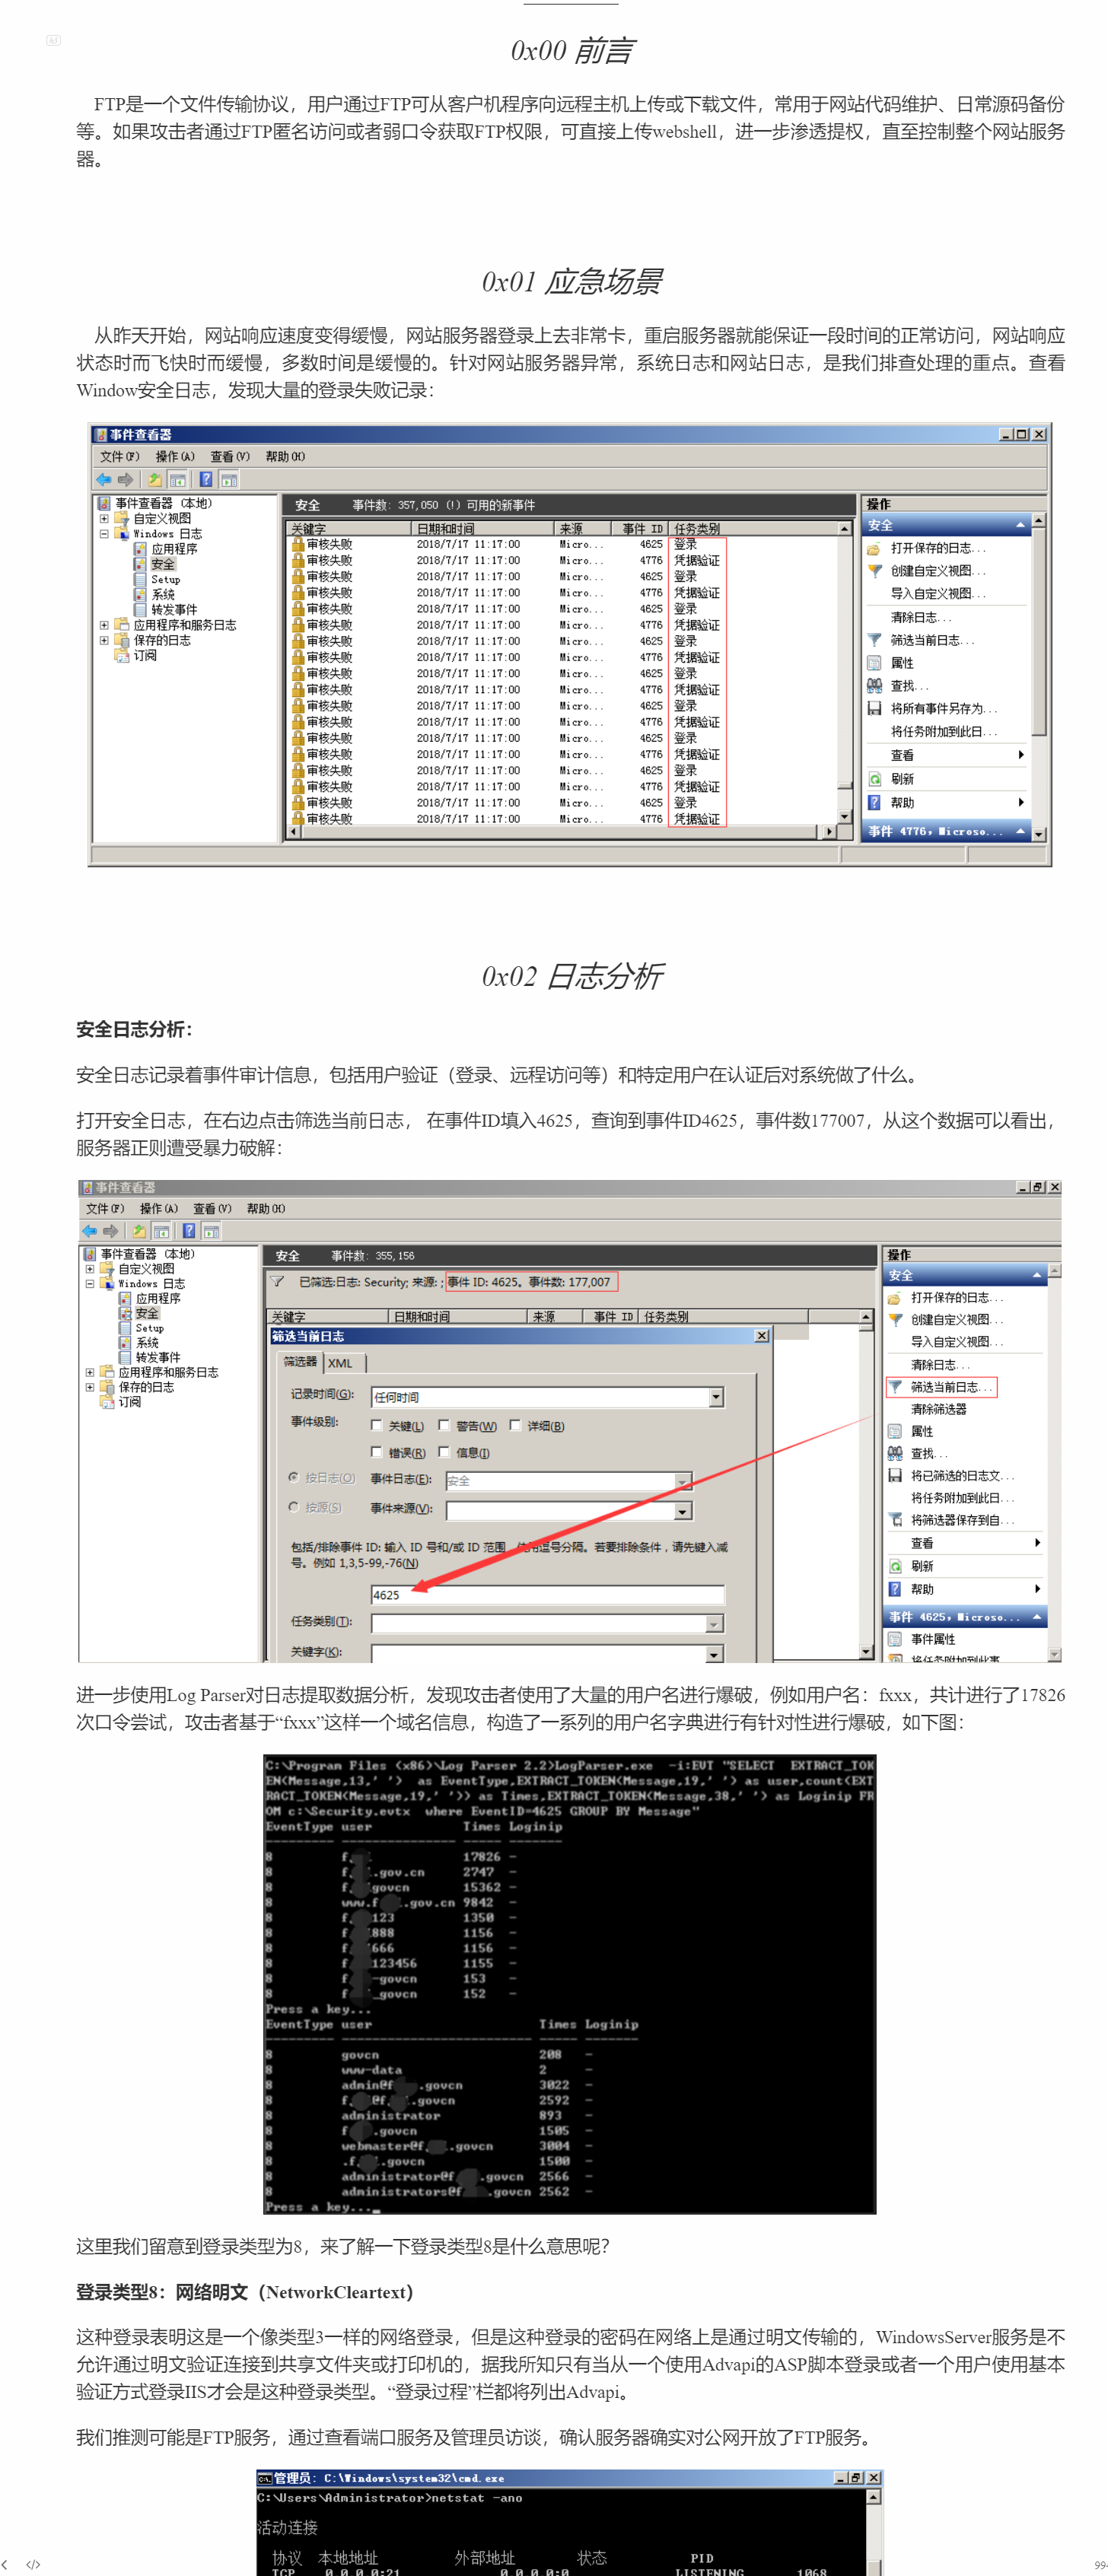 0x00 前言
FTP是一个文件传输协议，用户通过FTP可从客户机程序向远程主机上传或下载文件，常用于网站代码维护、日常源码备份
等。如果攻击者通过FTP匿名访问或者弱口令获取FTP权限，可直接上传webshell，进一步渗透提权，直至控制整个网站服务
器。
0x01 应急场景
从昨天开始，网站响应速度变得缓慢，网站服务器登录上去非常卡，重启服务器就能保证一段时间的正常访问，网站响应
状态时而飞快时而缓慢，多数时间是缓慢的。针对网站服务器异常，系统日志和网站日志，是我们排查处理的重点。查看
Window安全日志，发现大量的登录失败记录：
事件查看器
文件(F) 操作(A) 查看(V) 帮助(H)
事件查看器 (本地)
自定义视图
Windows 日志
应用程序
安全
Setup
系统
转发事件
应用程序和服务日志
保存的日志
订阅
安全 事件数: 357,050 (!) 可用的新事件
关键字 日期和时间 来源 事件 ID 任务类别
审核失败 2018/7/17 11:17:00 Micro... 4625 登录
审核失败 2018/7/17 11:17:00 Micro... 4776 凭据验证
审核失败 2018/7/17 11:17:00 Micro... 4625 登录
审核失败 2018/7/17 11:17:00 Micro... 4776 凭据验证
审核失败 2018/7/17 11:17:00 Micro... 4625 登录
审核失败 2018/7/17 11:17:00 Micro... 4776 凭据验证
审核失败 2018/7/17 11:17:00 Micro... 4625 登录
审核失败 2018/7/17 11:17:00 Micro... 4776 凭据验证
审核失败 2018/7/17 11:17:00 Micro... 4625 登录
审核失败 2018/7/17 11:17:00 Micro... 4776 凭据验证
审核失败 2018/7/17 11:17:00 Micro... 4625 登录
审核失败 2018/7/17 11:17:00 Micro... 4776 凭据验证
审核失败 2018/7/17 11:17:00 Micro... 4625 登录
审核失败 2018/7/17 11:17:00 Micro... 4776 凭据验证
审核失败 2018/7/17 11:17:00 Micro... 4625 登录
审核失败 2018/7/17 11:17:00 Micro... 4776 凭据验证
审核失败 2018/7/17 11:17:00 Micro... 4625 登录
审核失败 2018/7/17 11:17:00 Micro... 4776 凭据验证
操作
安全
打开保存的日志...
创建自定义视图...
导入自定义视图...
清除日志...
筛选当前日志...
属性
查找...
将所有事件另存为...
将任务附加到此日...
查看
刷新
帮助
事件 4776，Microso...
0x02 日志分析
安全日志分析：
安全日志记录着事件审计信息，包括用户验证（登录、远程访问等）和特定用户在认证后对系统做了什么。
打开安全日志，在右边点击筛选当前日志， 在事件ID填入4625，查询到事件ID4625，事件数177007，从这个数据可以看出，
服务器正则遭受暴力破解：
事件查看器
文件(F) 操作(A) 查看(V) 帮助(H)
事件查看器 (本地)
自定义视图
Windows 日志
应用程序
安全
Setup
系统
转发事件
应用程序和服务日志
保存的日志
订阅
安全 事件数: 355,156
已筛选:日志: Security; 来源: ; 事件 ID: 4625。事件数: 177,007
关键字 日期和时间 来源 事件 ID 任务类别
筛选当前日志
筛选器 XML
记录时间(G): 任何时间
事件级别: 关键(L) 警告(W) 详细(B)
错误(R) 信息(I)
按日志(O) 事件日志(E): 安全
按源(S) 事件来源(V):
包括/排除事件 ID: 输入 ID 号和/或 ID 范围，使用逗号分隔。若要排除条件，请先键入减
号。例如 1,3,5-99,-76(N)
4625
任务类别(T):
关键字(K):
操作
安全
打开保存的日志...
创建自定义视图...
导入自定义视图...
清除日志...
筛选当前日志...
清除筛选器
属性
查找...
将已筛选的日志文...
将任务附加到此日...
将筛选器保存到自...
查看
刷新
帮助
事件 4625，Microso...
事件属性
将任务附加到此事...
进一步使用Log Parser对日志提取数据分析，发现攻击者使用了大量的用户名进行爆破，例如用户名：fxxx，共计进行了17826
次口令尝试，攻击者基于“fxxx”这样一个域名信息，构造了一系列的用户名字典进行有针对性进行爆破，如下图：
C:\Program Files (x86)\Log Parser 2.2>LogParser.exe -i:EVT "SELECT EXTRACT_TOK
EN(Message,13,' ') as EventType,EXTRACT_TOKEN(Message,19,' ') as user,count(EXT
RACT_TOKEN(Message,19,' ')) as Times,EXTRACT_TOKEN(Message,38,' ') as Loginip FR
OM c:\Security.evtx where EventID=4625 GROUP BY Message"
EventType user Times Loginip
--------- ---------------- ----- -------
8 f 17826 -
8 f .gov.cn 2747 -
8 f govcn 15362 -
8 www.f .gov.cn 9842 -
8 f 123 1350 -
8 f 888 1156 -
8 f 666 1156 -
8 f 123456 1155 -
8 f -govcn 153 -
8 f _govcn 152 -
Press a key...
EventType user Times Loginip
--------- --------------------------- ----- -------
8 govcn 208 -
8 www-data 2 -
8 admin@f .govcn 3022 -
8 f @f .govcn 2592 -
8 administrator 893 -
8 f .govcn 1505 -
8 webmaster@f .govcn 3004 -
8 .f .govcn 1500 -
8 administrator@f .govcn 2566 -
8 administrators@f .govcn 2562 -
Press a key...
这里我们留意到登录类型为8，来了解一下登录类型8是什么意思呢？
登录类型8：网络明文（NetworkCleartext）
这种登录表明这是一个像类型3一样的网络登录，但是这种登录的密码在网络上是通过明文传输的，WindowsServer服务是不
允许通过明文验证连接到共享文件夹或打印机的，据我所知只有当从一个使用Advapi的ASP脚本登录或者一个用户使用基本
验证方式登录IIS才会是这种登录类型。“登录过程”栏都将列出Advapi。
我们推测可能是FTP服务，通过查看端口服务及管理员访谈，确认服务器确实对公网开放了FTP服务。
管理员: C:\Windows\system32\cmd.exe
C:\Users\Administrator>netstat -ano
活动连接
协议 本地地址 外部地址 状态 PID
TCP 0.0.0.0:21 0.0.0.0:0 LISTENING 1068
994